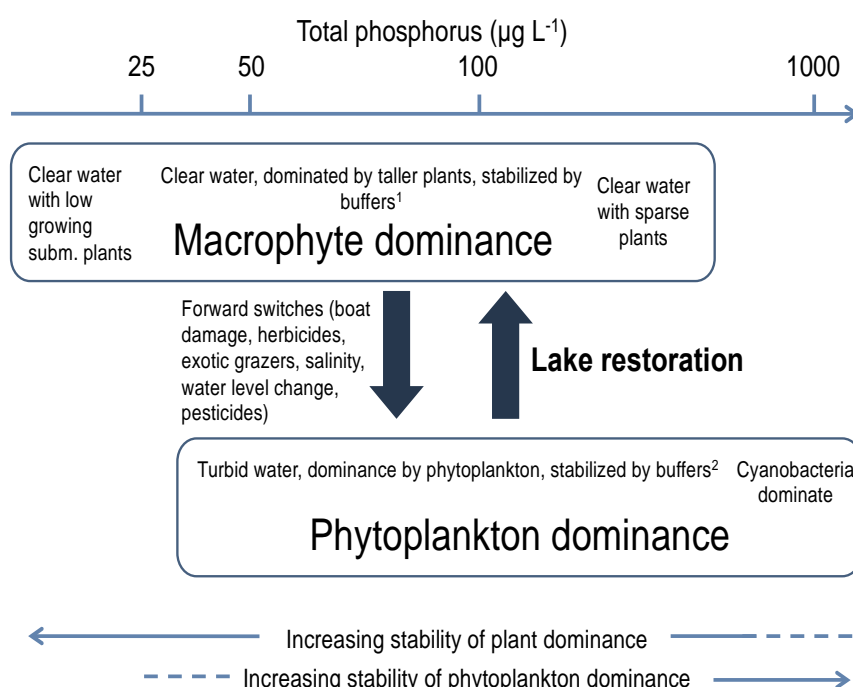 Total phosphorus (µg L-1)
25 50 100 1000
Clear water
with low
growing
subm. plants
Clear water, dominated by taller plants, stabilized by
buffers1
Macrophyte dominance
Clear water
with sparse
plants
Forward switches (boat
damage, herbicides,
exotic grazers, salinity,
water level change,
pesticides)
Lake restoration
Turbid water, dominance by phytoplankton, stabilized by buffers2
Cyanobacteria
dominate
Phytoplankton dominance
Increasing stability of plant dominance
Increasing stability of phytoplankton dominance